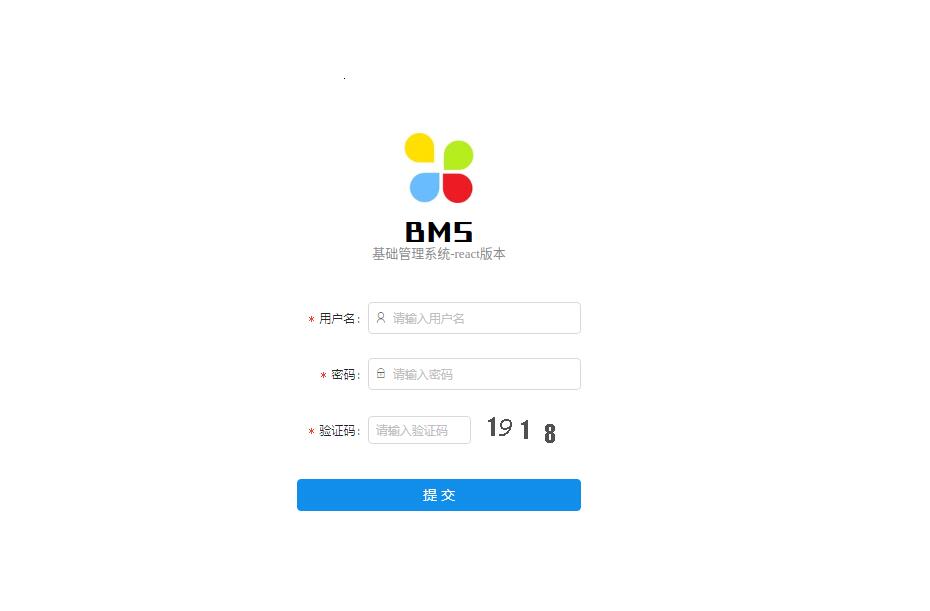 BMS
基础管理系统-react版本
* 用户名: 请输入用户名
* 密码: 请输入密码
* 验证码: 请输入验证码 1918
提 交